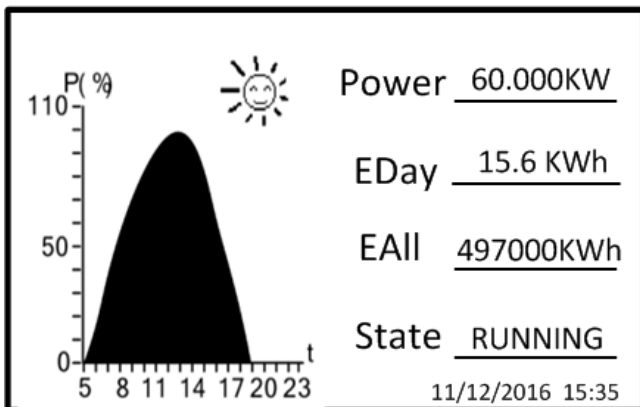 P( %)
110
50
0
t
5 8 11 14 17 20 23
Power 60.000KW
EDay 15.6 KWh
EAll 497000KWh
State RUNNING
11/12/2016 15:35